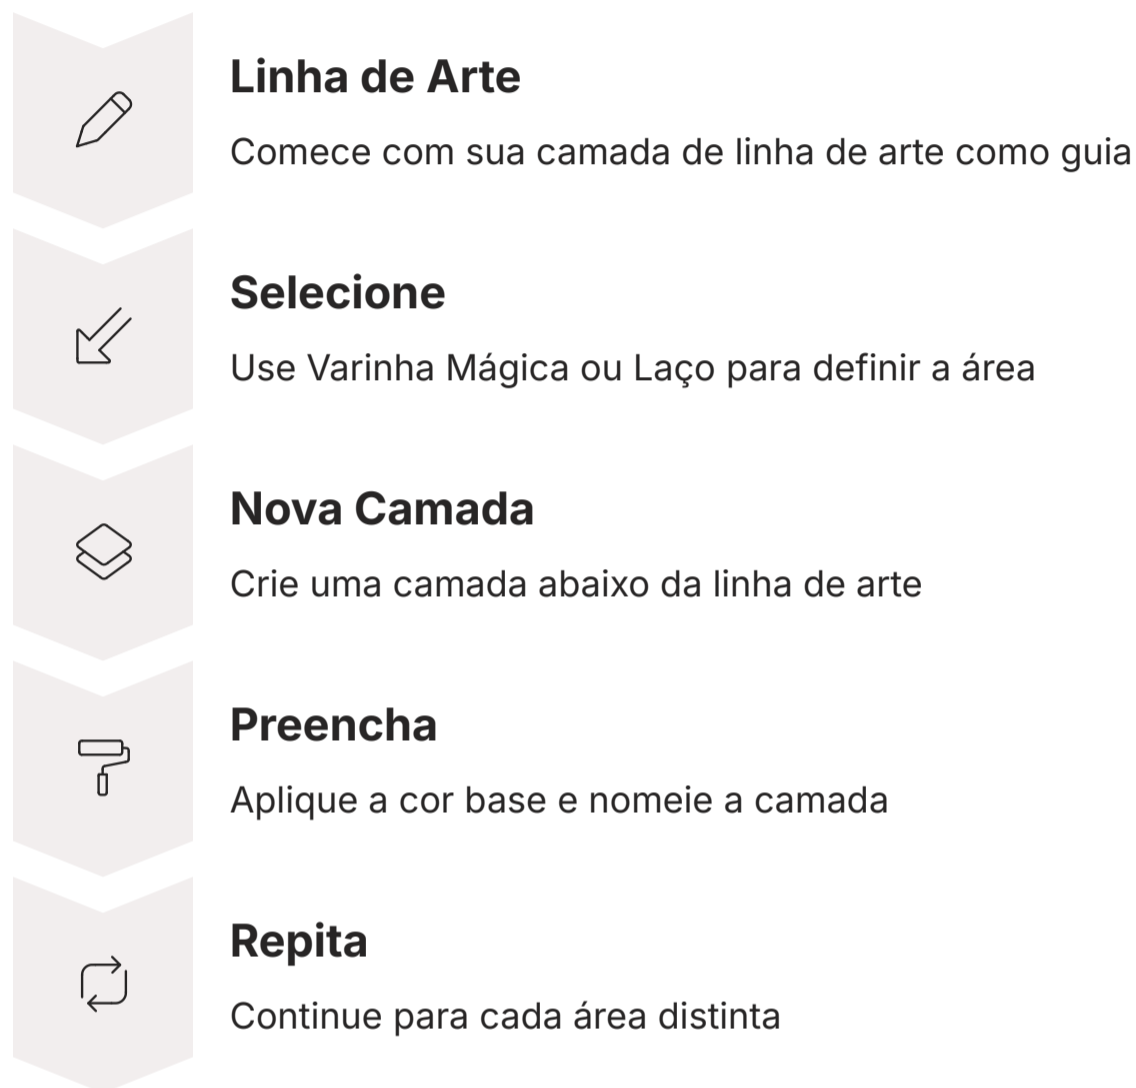 Linha de Arte
Comece com sua camada de linha de arte como guia
Selecione
Use Varinha Mágica ou Laço para definir a área
Nova Camada
Crie uma camada abaixo da linha de arte
Preencha
Aplique a cor base e nomeie a camada
Repita
Continue para cada área distinta